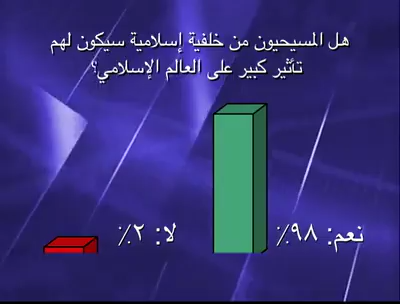 هل المسيحيون من خلفية إسلامية سيكون لهم
تأثير كبير على العالم الإسلامي؟
نعم: ٩٨٪
لا: ٢٪